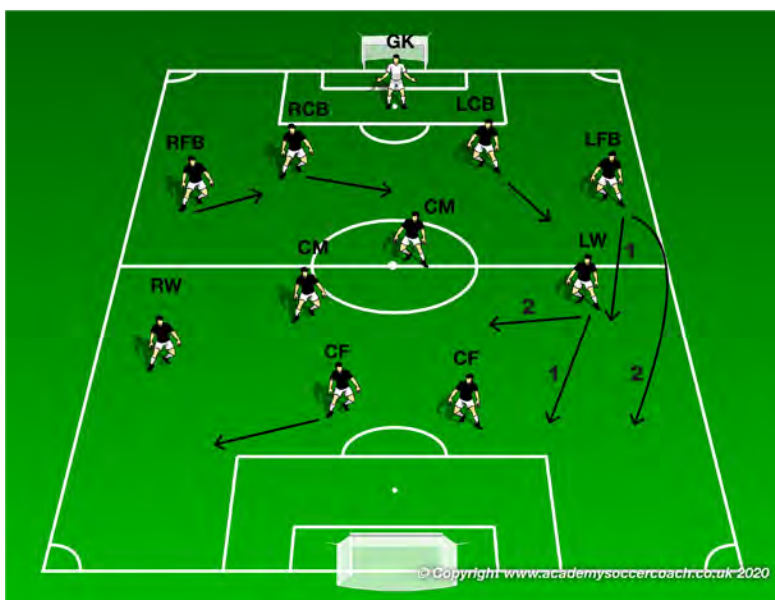 GK
RCB
LCB
RFB
LFB
CM
CM
LW
1
RW
2
CF
CF
1
2
© Copyright www.academysoccercoach.co.uk 2020